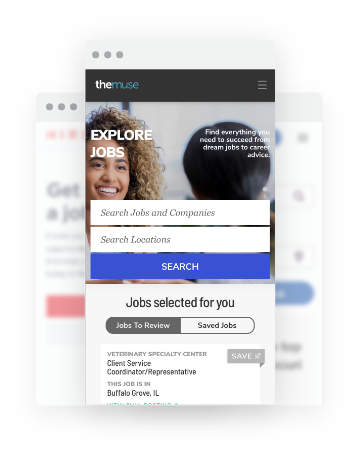 themuse
EXPLORE
JOBS
Find everything you
need to succeed from
dream jobs to career
advice.
Search Jobs and Companies
Search Locations
SEARCH
Jobs selected for you
Jobs To Review
Saved Jobs
VETERINARY SPECIALTY CENTER
SAVE
Client Service
Coordinator/Representative
THIS JOB IS IN
Buffalo Grove, IL
Get
a jo